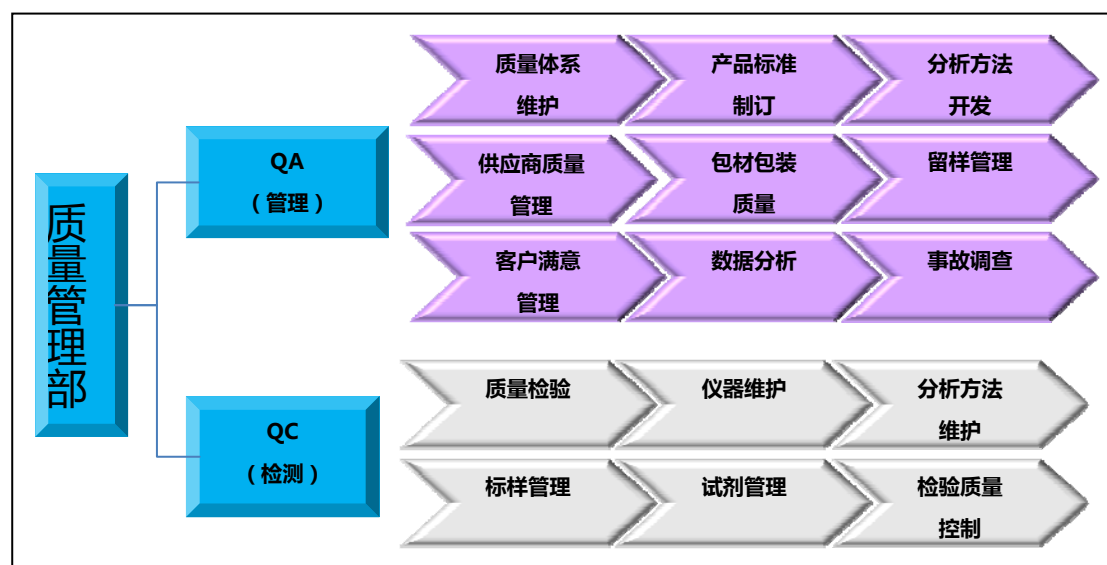 质量管理部
QA
（管理）
质量体系
维护
产品标准
制订
分析方法
开发
供应商质量
管理
包材包装
质量
留样管理
客户满意
管理
数据分析
事故调查
QC
（检测）
质量检验
仪器维护
分析方法
维护
标样管理
试剂管理
检验质量
控制